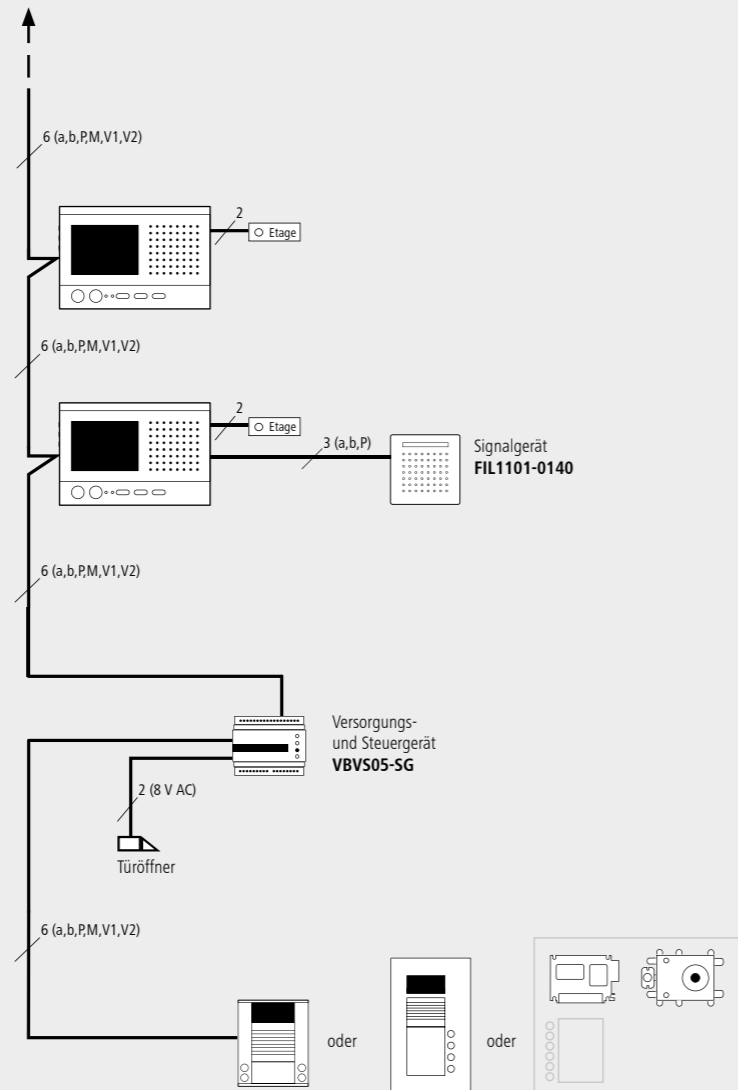 6 (a,b,P,M,V1,V2)
2
Etage
6 (a,b,P,M,V1,V2)
2
Etage
3 (a,b,P)
Signalgerät
FIL1101-0140
6 (a,b,P,M,V1,V2)
Versorgungs-
und Steuergerät
VBVS05-SG
2 (8 V AC)
Türöffner
6 (a,b,P,M,V1,V2)
oder
oder